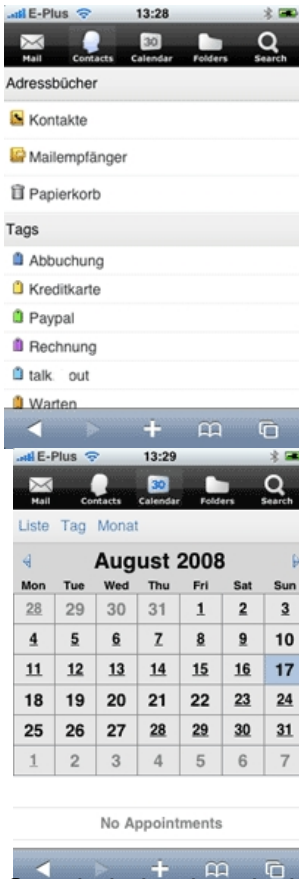 E-Plus 13:28
Mail Contacts 30 Calendar Folders Search
Adressbücher
Kontakte
Mailempfänger
Papierkorb
Tags
Abbuchung
Kreditkarte
Paypal
Rechnung
talk out
Warten
E-Plus 13:29
Mail Contacts 30 Calendar Folders Search
Liste Tag Monat
August 2008
Mon Tue Wed Thu Fri Sat Sun
28 29 30 31 1 2 3
4 5 6 7 8 9 10
11 12 13 14 15 16 17
18 19 20 21 22 23 24
25 26 27 28 29 30 31
1 2 3 4 5 6 7
No Appointments